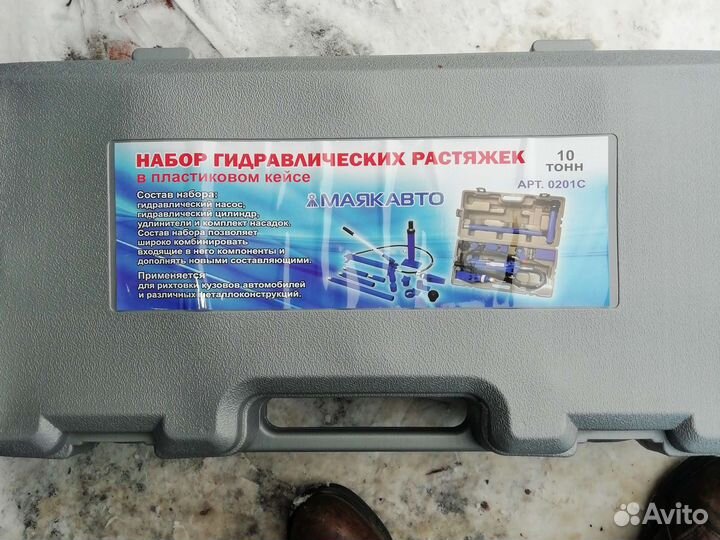 НАБОР ГИДРАВЛИЧЕСКИХ РАСТЯЖЕК
в пластиковом кейсе
10 ТОНН
АРТ. 0201С
МАЯКАВТО
Состав набора:
гидравлический насос,
гидравлический цилиндр,
удлинители и комплект насадок.
Состав набора позволяет
широко комбинировать
входящие в него компоненты и
дополнять новыми составляющими.
Применяется
для рихтовки кузовов автомобилей
и различных металлоконструкций.
Avito